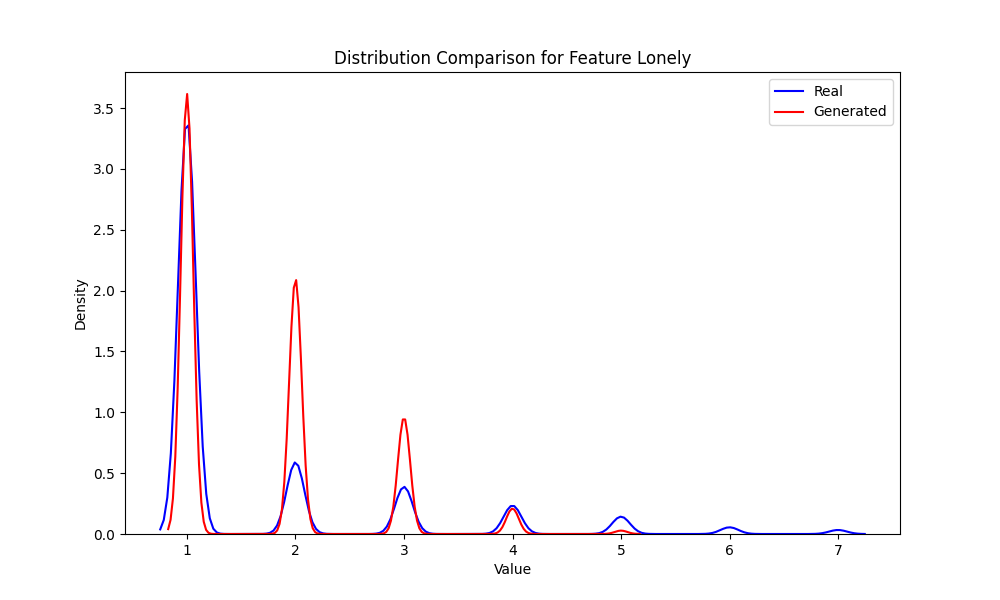 Distribution Comparison for Feature Lonely
Real
Generated
3.5
3.0
2.5
2.0
1.5
1.0
0.5
0.0
Density
1 2 3 4 5 6 7
Value